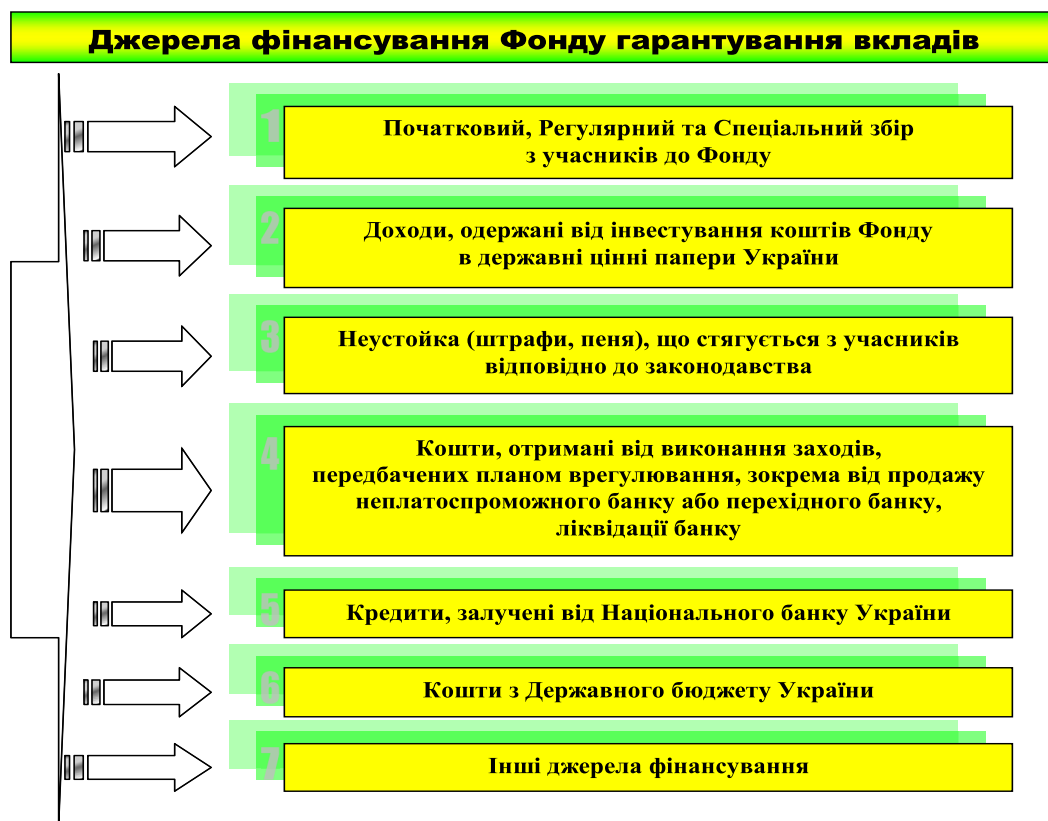 Джерела фінансування Фонду гарантування вкладів
1
Початковий, Регулярний та Спеціальний збір
з учасників до Фонду
2
Доходи, одержані від інвестування коштів Фонду
в державні цінні папери України
3
Неустойка (штрафи, пеня), що стягується з учасників
відповідно до законодавства
4
Кошти, отримані від виконання заходів,
передбачених планом врегулювання, зокрема від продажу
неплатоспроможного банку або перехідного банку,
ліквідації банку
5
Кредити, залучені від Національного банку України
6
Кошти з Державного бюджету України
7
Інші джерела фінансування